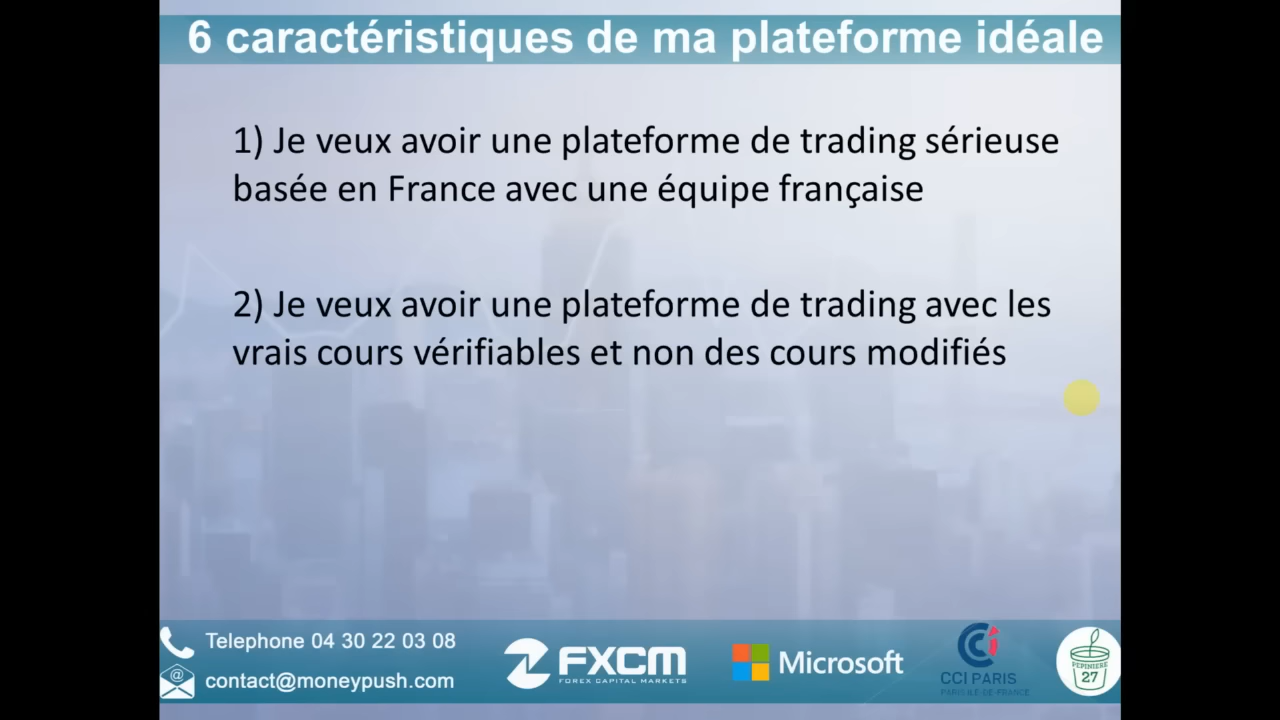 6 caractéristiques de ma plateforme idéale
1) Je veux avoir une plateforme de trading sérieuse
basée en France avec une équipe française
2) Je veux avoir une plateforme de trading avec les
vrais cours vérifiables et non des cours modifiés
Telephone 04 30 22 03 08
@
contact@moneypush.com
FXCM
FOREX CAPITAL MARKETS
Microsoft
CCI PARIS
PARIS ILE-DE-FRANCE
PEPINIERE
27